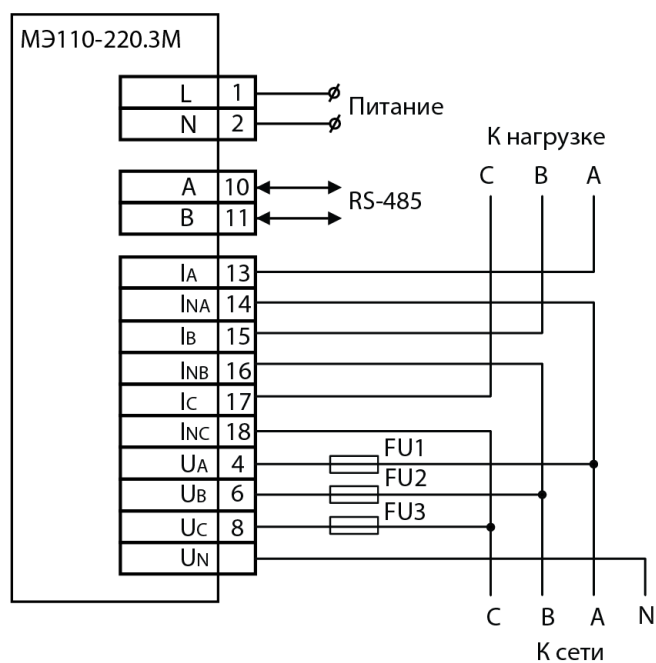 МЭ110-220.3М
L 1
N 2
Питание
К нагрузке
C B A
A 10
B 11
RS-485
IA 13
INA 14
IB 15
INB 16
IC 17
INC 18
UA 4 FU1
UB 6 FU2
UC 8 FU3
UN
C B A N
К сети